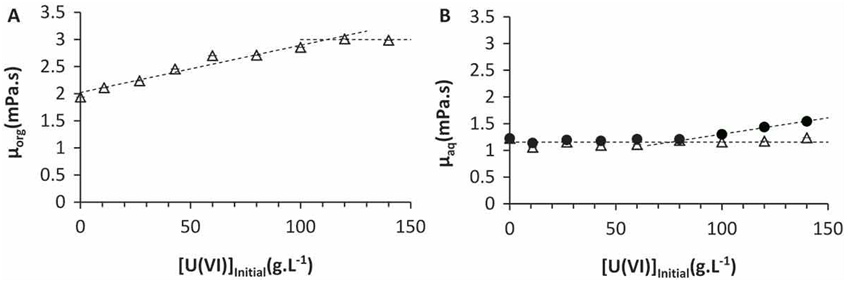 A
3.5
3
2.5
2
1.5
1
0.5
0
μorg(mPa.s)
0 50 100 150
[U(VI)]Initial(g.L-1)
B
3.5
3
2.5
2
1.5
1
0.5
0
μaq(mPa.s)
0 50 100 150
[U(VI)]Initial(g.L-1)